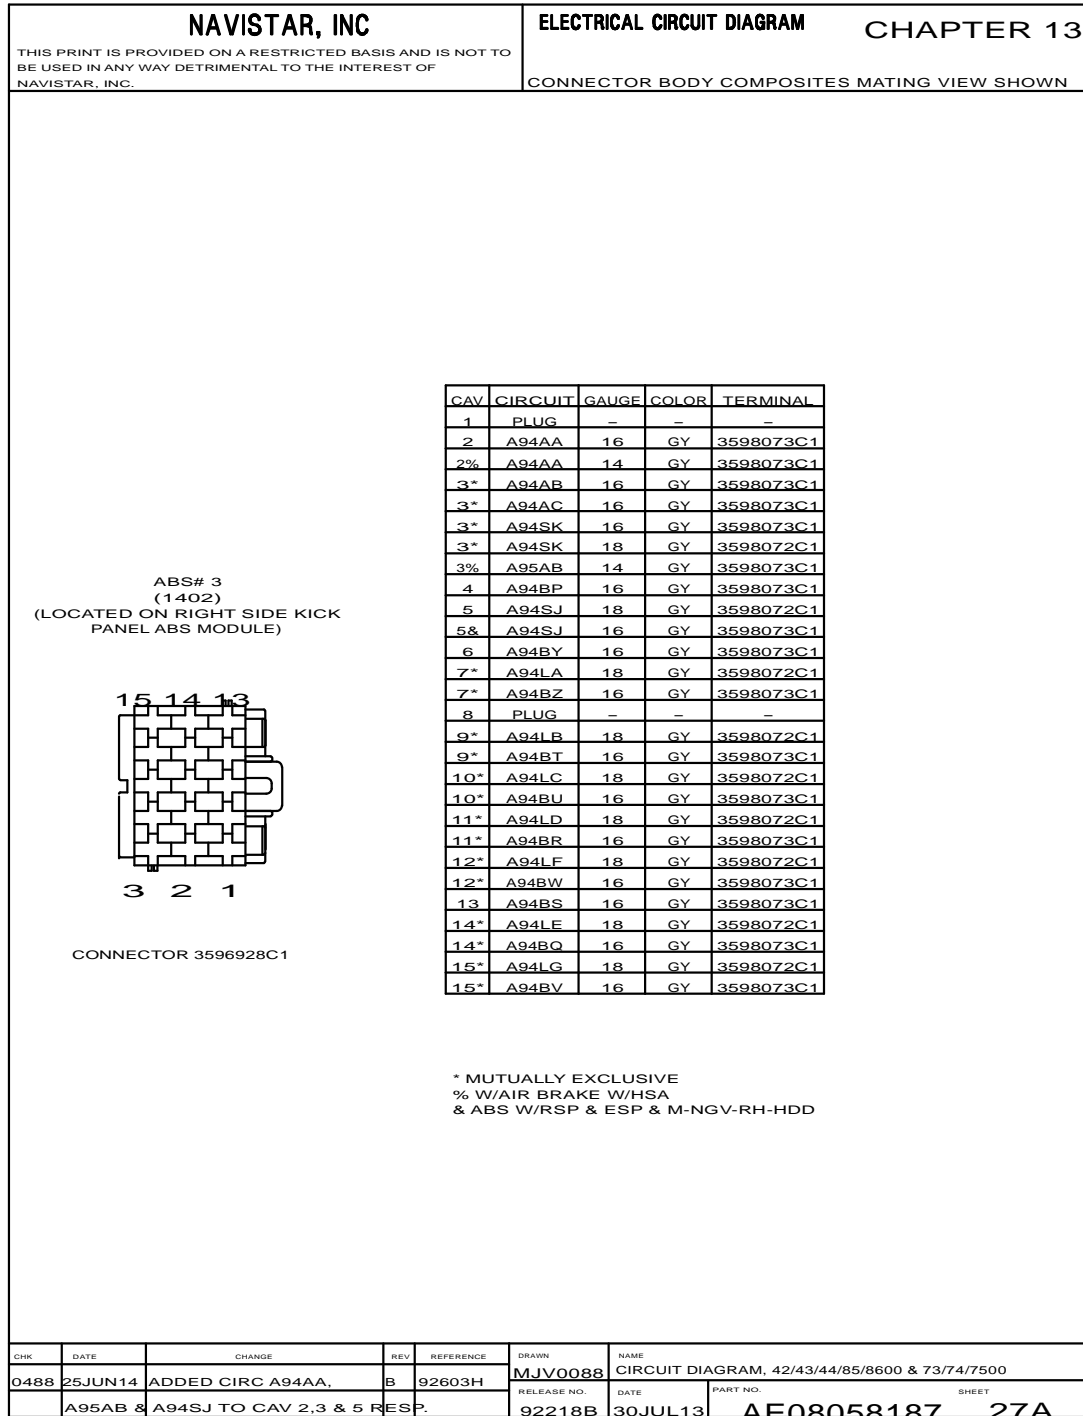 NAVISTAR, INC
THIS PRINT IS PROVIDED ON A RESTRICTED BASIS AND IS NOT TO
BE USED IN ANY WAY DETRIMENTAL TO THE INTEREST OF
NAVISTAR, INC.
ELECTRICAL CIRCUIT DIAGRAM CHAPTER 13
CONNECTOR BODY COMPOSITES MATING VIEW SHOWN
CAV CIRCUIT GAUGE COLOR TERMINAL
1 PLUG – – –
2 A94AA 16 GY 3598073C1
2% A94AA 14 GY 3598073C1
3* A94AB 16 GY 3598073C1
3* A94AC 16 GY 3598073C1
3* A94SK 16 GY 3598073C1
3* A94SK 18 GY 3598072C1
3% A95AB 14 GY 3598073C1
4 A94BP 16 GY 3598073C1
5 A94SJ 18 GY 3598072C1
5& A94SJ 16 GY 3598073C1
6 A94BY 16 GY 3598073C1
7* A94LA 18 GY 3598072C1
7* A94BZ 16 GY 3598073C1
8 PLUG – – –
9* A94LB 18 GY 3598072C1
9* A94BT 16 GY 3598073C1
10* A94LC 18 GY 3598072C1
10* A94BU 16 GY 3598073C1
11* A94LD 18 GY 3598072C1
11* A94BR 16 GY 3598073C1
12* A94LF 18 GY 3598072C1
12* A94BW 16 GY 3598073C1
13 A94BS 16 GY 3598073C1
14* A94LE 18 GY 3598072C1
14* A94BQ 16 GY 3598073C1
15* A94LG 18 GY 3598072C1
15* A94BV 16 GY 3598073C1
ABS# 3
(1402)
(LOCATED ON RIGHT SIDE KICK
PANEL ABS MODULE)
15 14 13
3 2 1
CONNECTOR 3596928C1
* MUTUALLY EXCLUSIVE
% W/AIR BRAKE W/HSA
& ABS W/RSP & ESP & M-NGV-RH-HDD
CHK DATE CHANGE REV REFERENCE
0488 25JUN14 ADDED CIRC A94AA, B 92603H
A95AB & A94SJ TO CAV 2,3 & 5 RESP.
DRAWN
MJV0088
NAME
CIRCUIT DIAGRAM, 42/43/44/85/8600 & 73/74/7500
RELEASE NO.
92218B
DATE
30JUL13
PART NO.
AE08058187
SHEET
27A